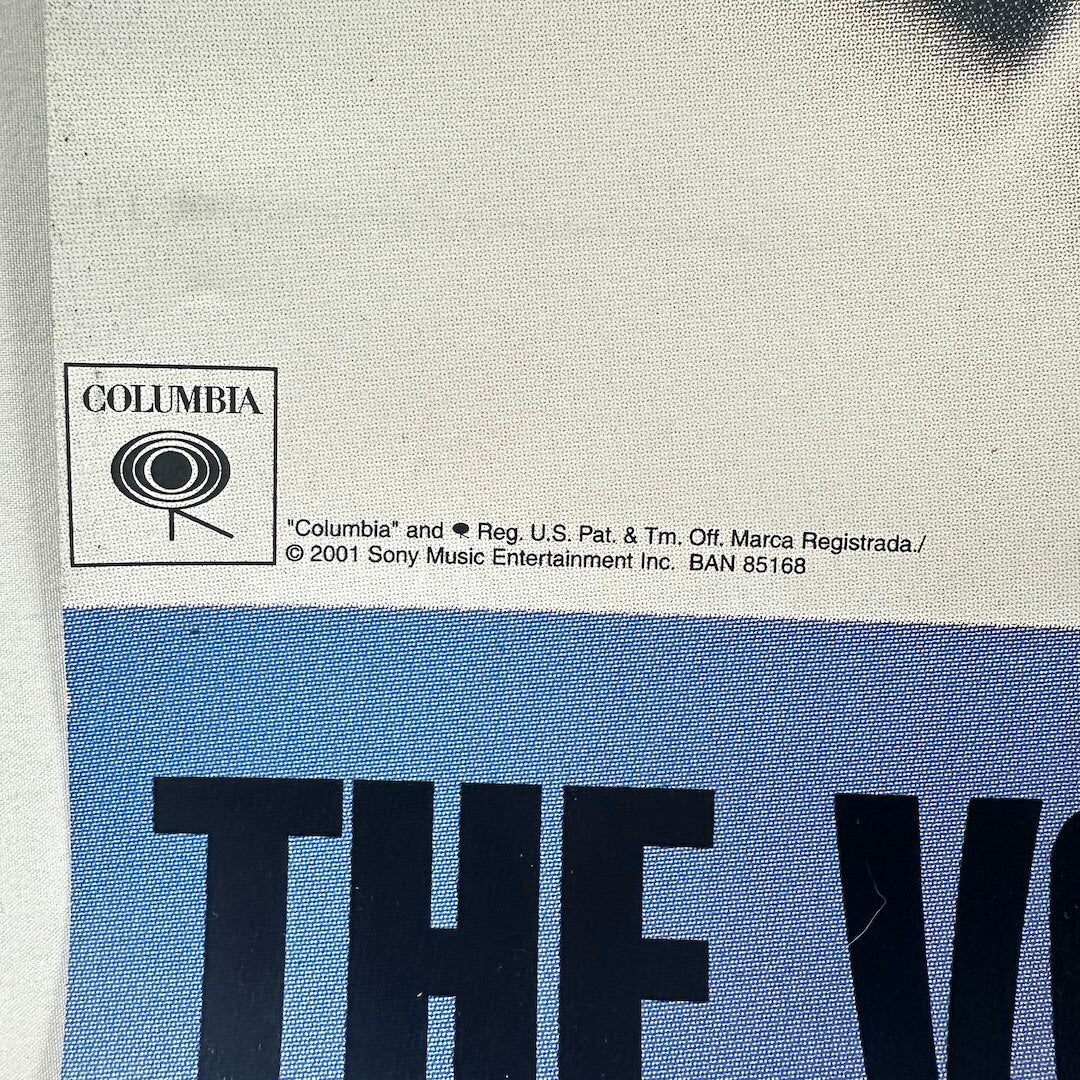 COLUMBIA
"Columbia" and Reg. U.S. Pat. & Tm. Off. Marca Registrada./
© 2001 Sony Music Entertainment Inc. BAN 85168
THE